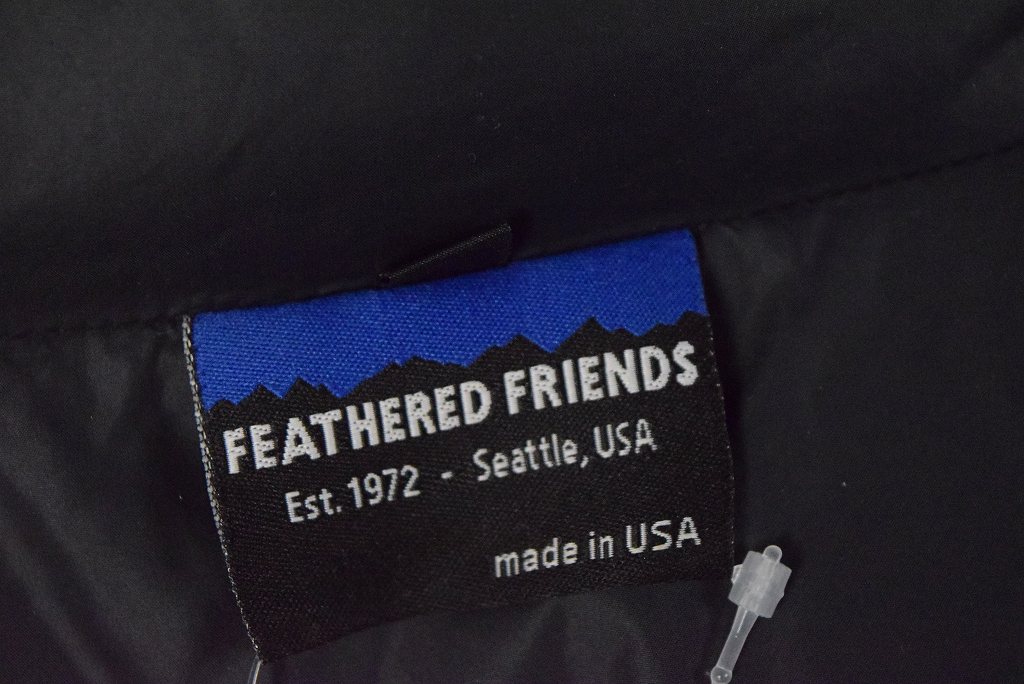 FEATHERED FRIENDS
Est. 1972 - Seattle, USA
made in USA